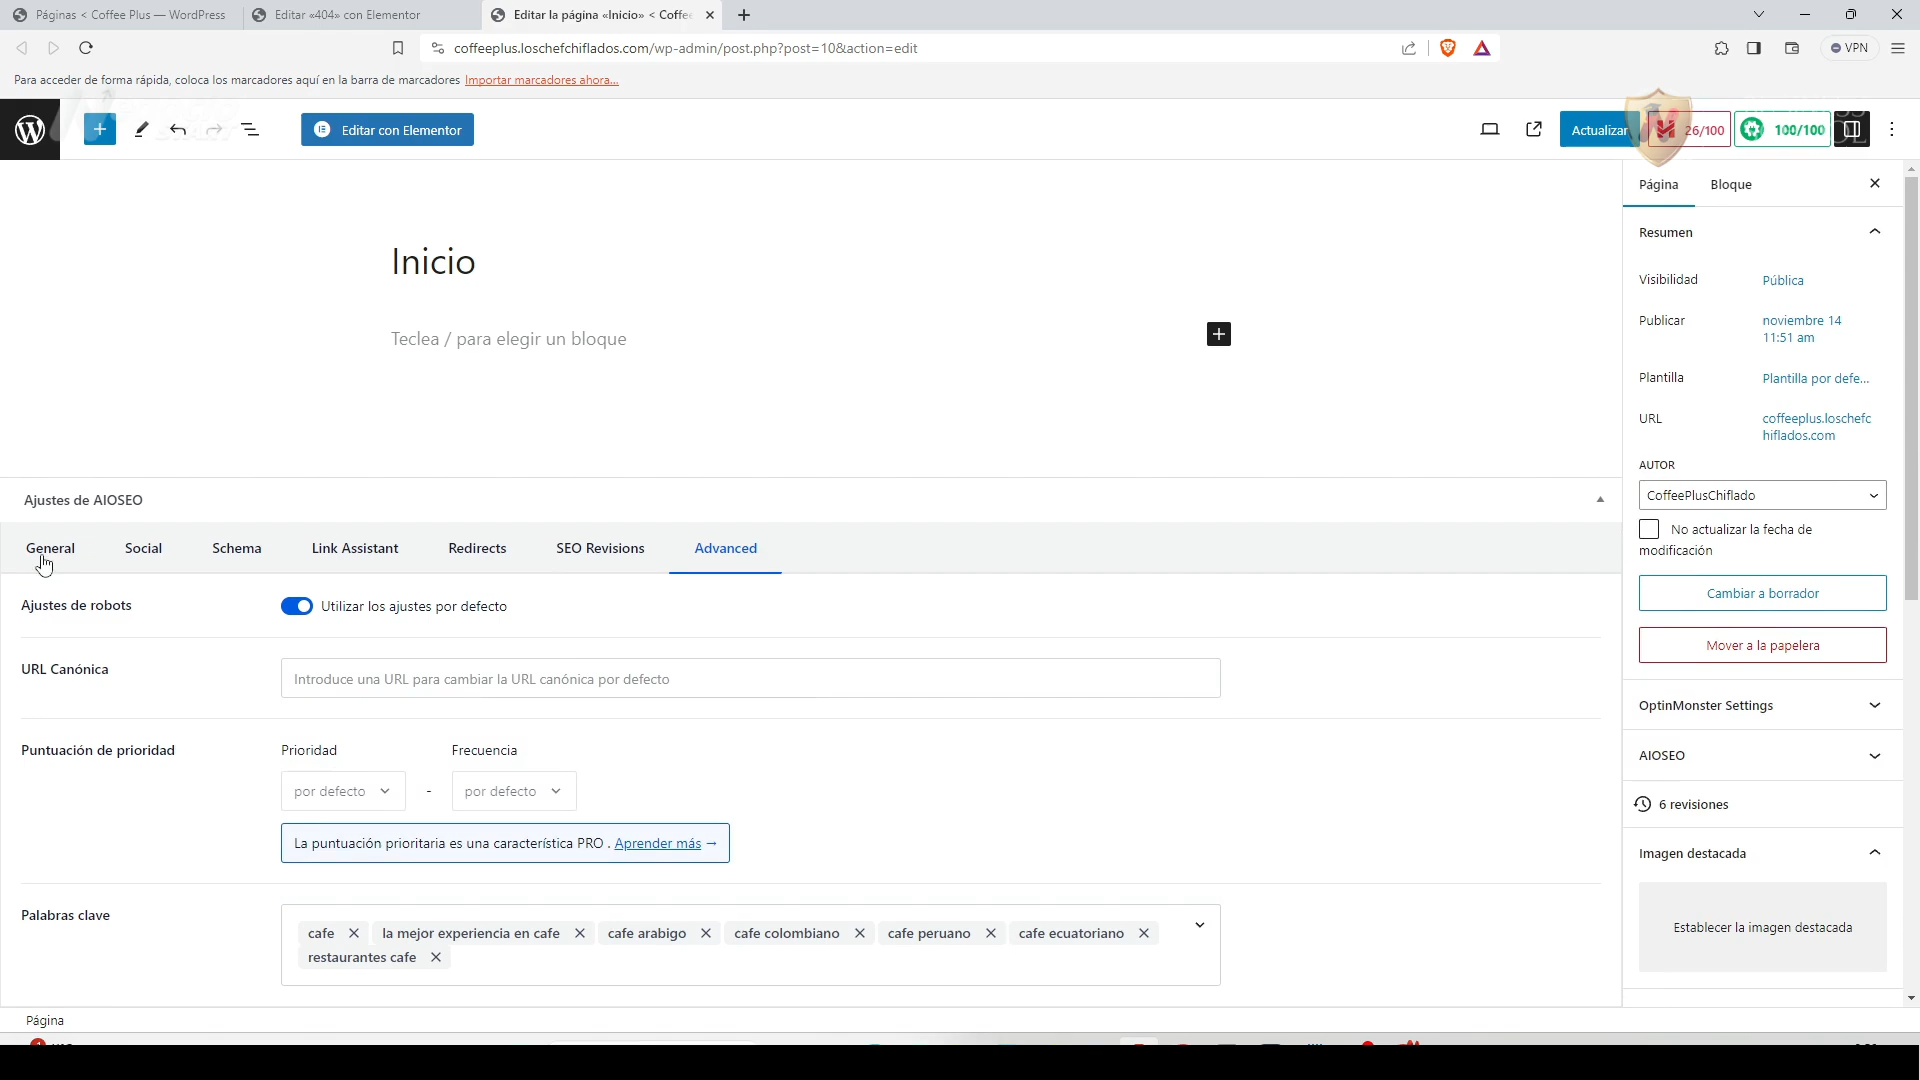 Páginas < Coffee Plus — WordPress
Editar «404» con Elementor
Editar la página «Inicio» < Coffe
coffeeplus.loschefchiflados.com/wp-admin/post.php?post=10&action=edit
VPN
Para acceder de forma rápida, coloca los marcadores aquí en la barra de marcadores Importar marcadores ahora...
Editar con Elementor
Actualizar
26/100
100/100
Página
Bloque
Resumen
Inicio
Visibilidad
Pública
Teclea / para elegir un bloque
Publicar
noviembre 14
11:51 am
Plantilla
Plantilla por defe...
URL
coffeeplus.loschefc
hiflados.com
AUTOR
CoffeePlusChiflado
No actualizar la fecha de
modificación
Cambiar a borrador
Mover a la papelera
OptinMonster Settings
AIOSEO
6 revisiones
Imagen destacada
Establecer la imagen destacada
Ajustes de AIOSEO
General
Social
Schema
Link Assistant
Redirects
SEO Revisions
Advanced
Ajustes de robots
Utilizar los ajustes por defecto
URL Canónica
Introduce una URL para cambiar la URL canónica por defecto
Puntuación de prioridad
Prioridad
Frecuencia
por defecto
-
por defecto
La puntuación prioritaria es una característica PRO . Aprender más →
Palabras clave
cafe
la mejor experiencia en cafe
cafe arabigo
cafe colombiano
cafe peruano
cafe ecuatoriano
restaurantes cafe
Página